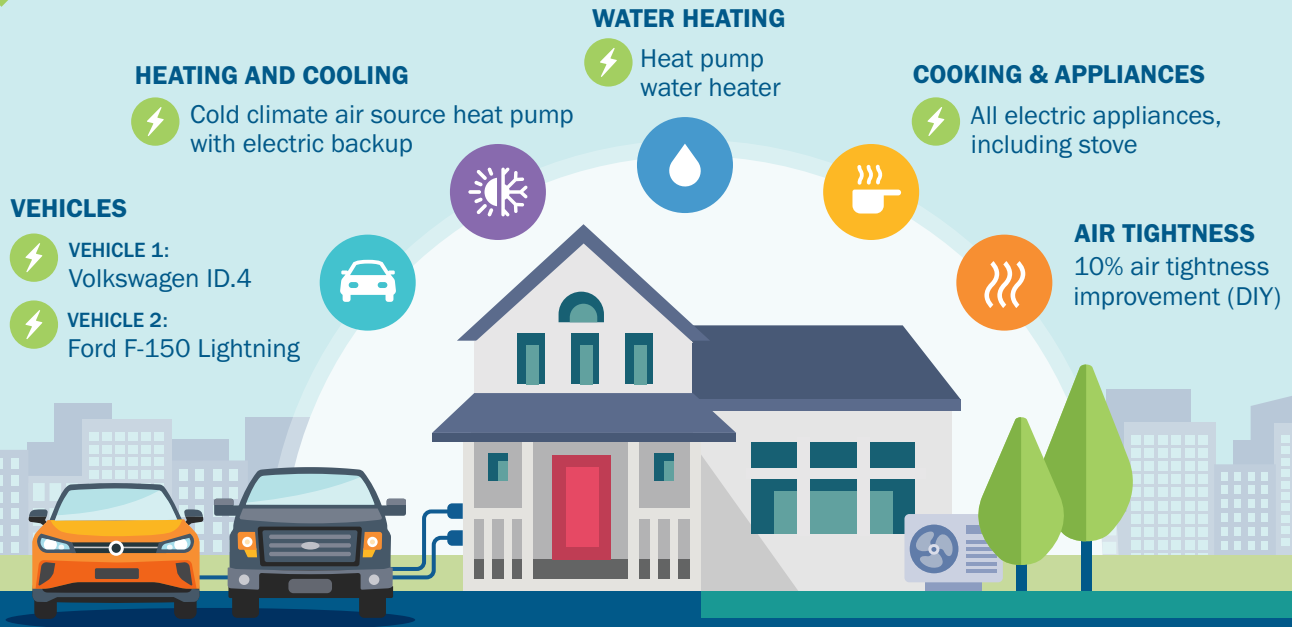 WATER HEATING
Heat pump
water heater
HEATING AND COOLING
Cold climate air source heat pump
with electric backup
COOKING & APPLIANCES
All electric appliances,
including stove
VEHICLES
VEHICLE 1:
Volkswagen ID.4
VEHICLE 2:
Ford F-150 Lightning
AIR TIGHTNESS
10% air tightness
improvement (DIY)